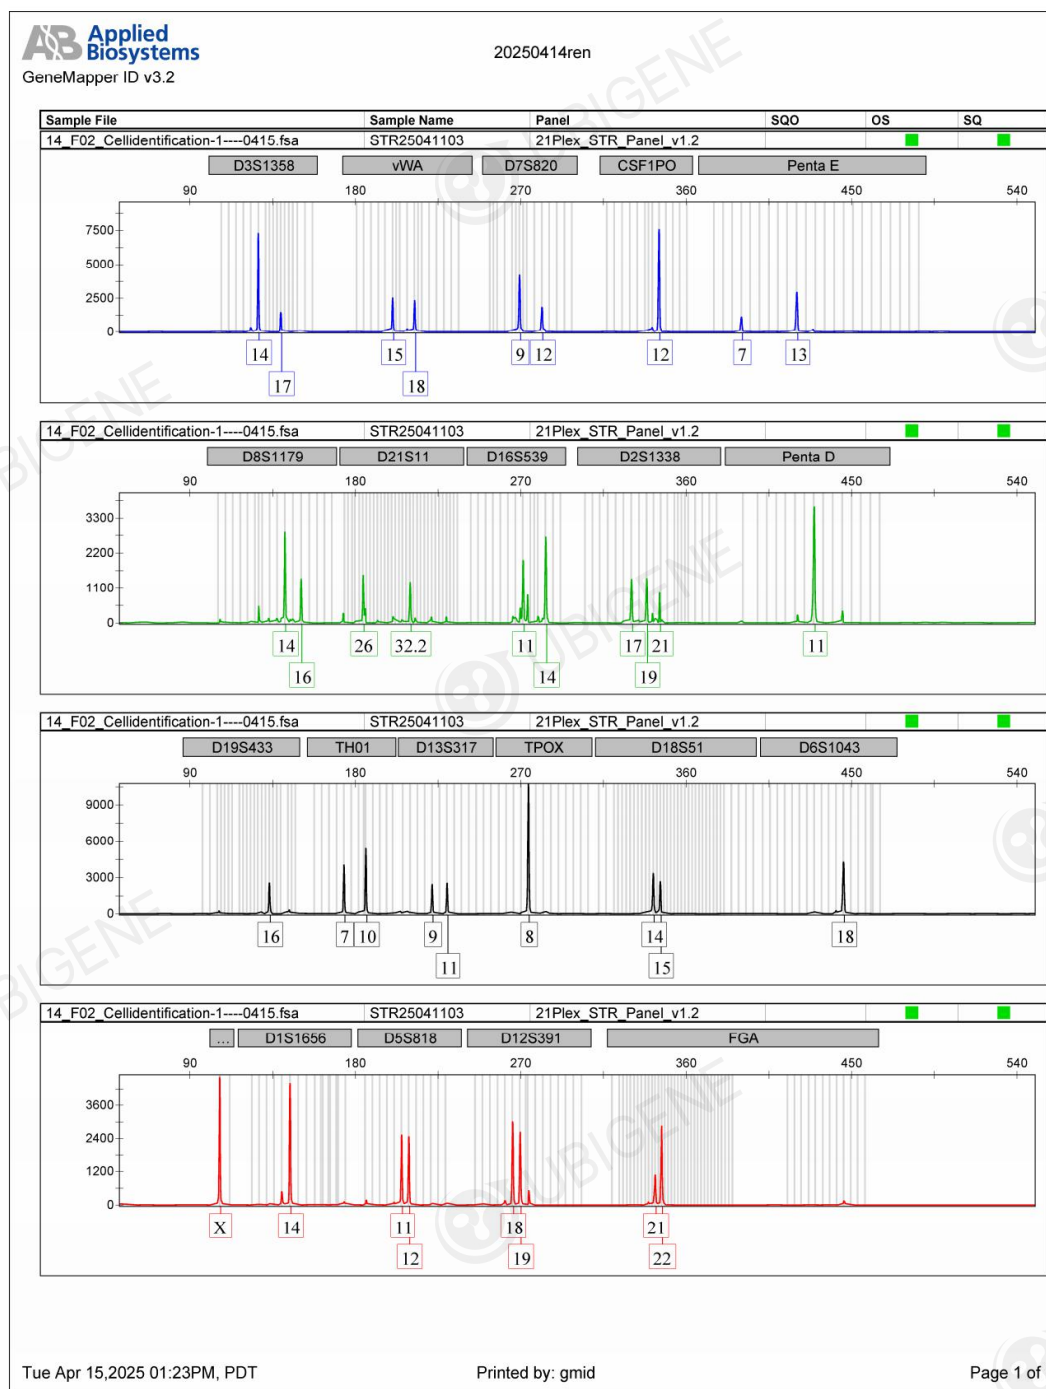 AB Applied
Biosystems
20250414ren
GeneMapper ID v3.2
Sample File Sample Name Panel SQO OS SQ
14_F02_Cellidentification-1----0415.fsa STR25041103 21Plex_STR_Panel_v1.2
D3S1358 vWA D7S820 CSF1PO Penta E
90 180 270 360 450 540
7500
5000
2500
0
14 15 9 12 12 7 13
17 18
14_F02_Cellidentification-1----0415.fsa STR25041103 21Plex_STR_Panel_v1.2
D8S1179 D21S11 D16S539 D2S1338 Penta D
90 180 270 360 450 540
3300
2200
1100
0
14 26 32.2 11 17 21 11
16 14 19
14_F02_Cellidentification-1----0415.fsa STR25041103 21Plex_STR_Panel_v1.2
D19S433 TH01 D13S317 TPOX D18S51 D6S1043
90 180 270 360 450 540
9000
6000
3000
0
16 7 10 9 8 14 18
11 15
14_F02_Cellidentification-1----0415.fsa STR25041103 21Plex_STR_Panel_v1.2
... D1S1656 D5S818 D12S391 FGA
90 180 270 360 450 540
3600
2400
1200
0
X 14 11 18 21
12 19 22
Tue Apr 15,2025 01:23PM, PDT Printed by: gmid Page 1 of
UBIGENE
UBIGENE
UBIGENE
UBIGENE
UBIGENE